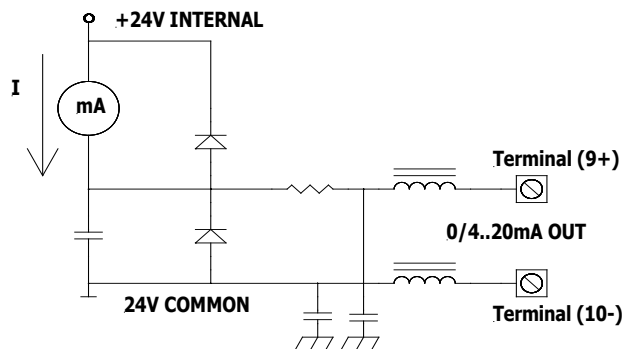 +24V INTERNAL
I
mA
Terminal (9+)
0/4..20mA OUT
24V COMMON
Terminal (10-)